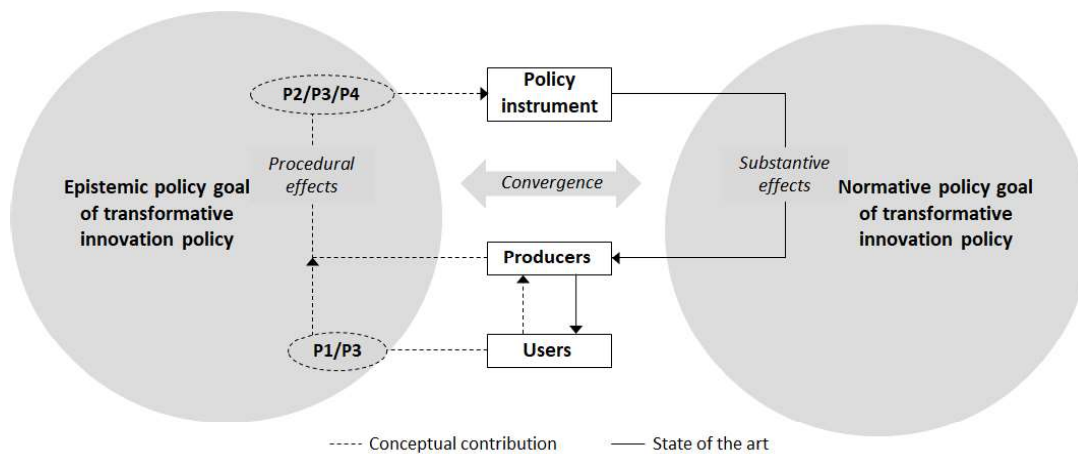 P2/P3/P4
Policy
instrument
Procedural
effects
Substantive
effects
Convergence
Epistemic policy goal
of transformative
innovation policy
Normative policy goal
of transformative
innovation policy
Producers
P1/P3
Users
Conceptual contribution
State of the art